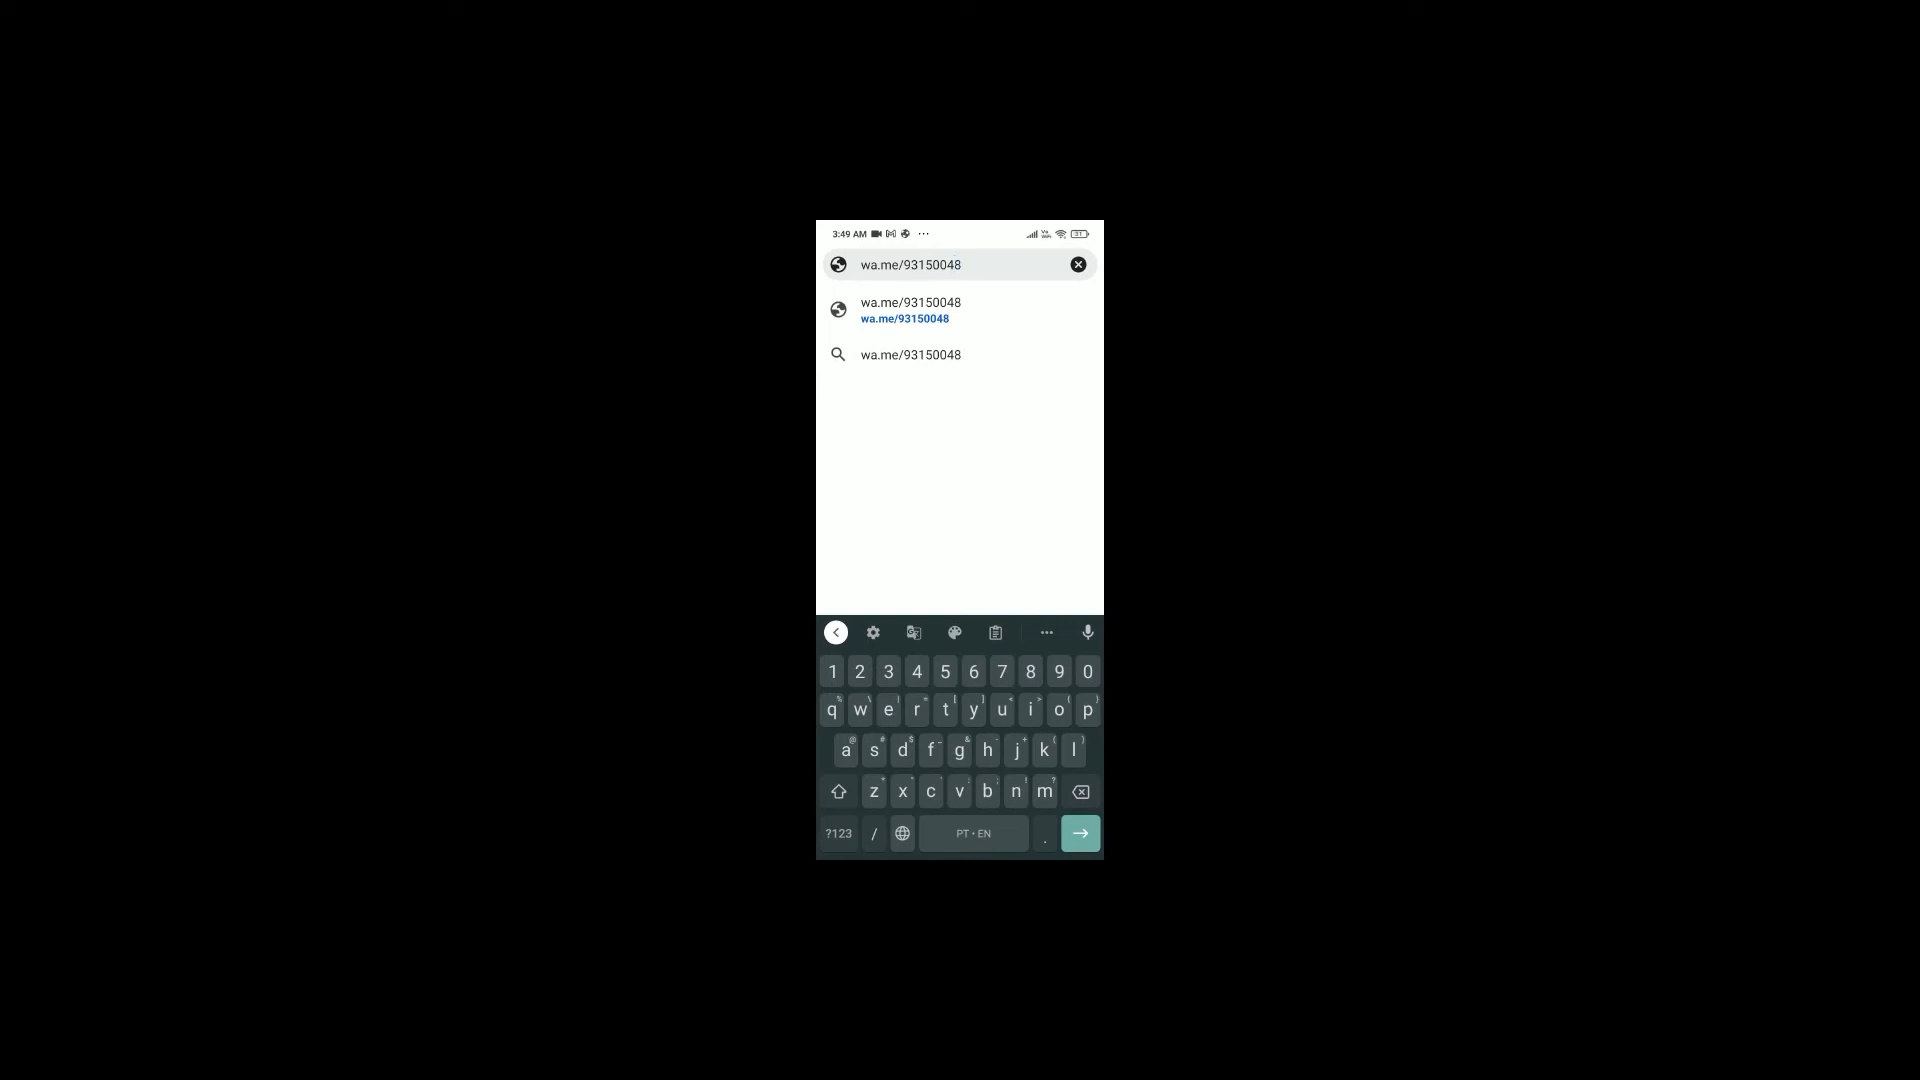 3:49 AM ...
wa.me/93150048
wa.me/93150048
wa.me/93150048
wa.me/93150048
1 2 3 4 5 6 7 8 9 0
q w e r t y u i o p
a s d f g h j k l
z x c v b n m
?123 / PT • EN .